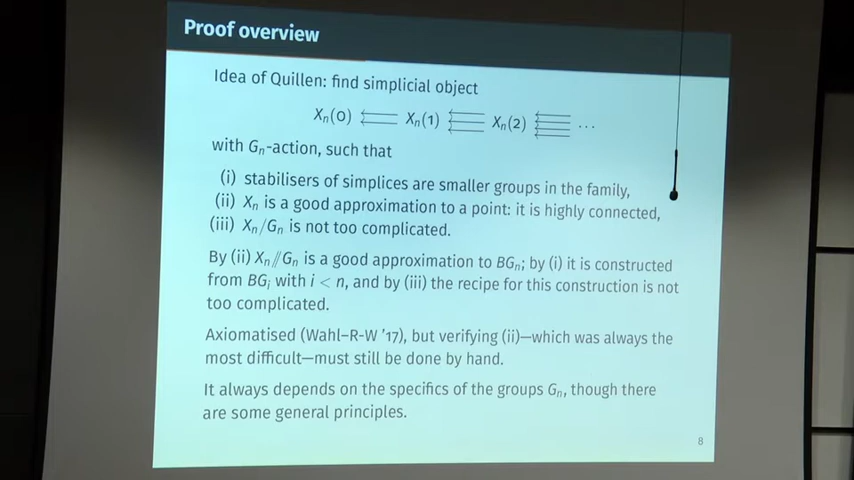 Proof overview
Idea of Quillen: find simplicial object
Xₙ(0) ⇇ Xₙ(1) ⇇ Xₙ(2) ⇇ ···
with Gₙ-action, such that
(i) stabilisers of simplices are smaller groups in the family,
(ii) Xₙ is a good approximation to a point: it is highly connected,
(iii) Xₙ/Gₙ is not too complicated.
By (ii) Xₙ//Gₙ is a good approximation to BGₙ; by (i) it is constructed
from BGᵢ with i < n, and by (iii) the recipe for this construction is not
too complicated.
Axiomatised (Wahl–R-W '17), but verifying (ii)—which was always the
most difficult—must still be done by hand.
It always depends on the specifics of the groups Gₙ, though there
are some general principles.
8